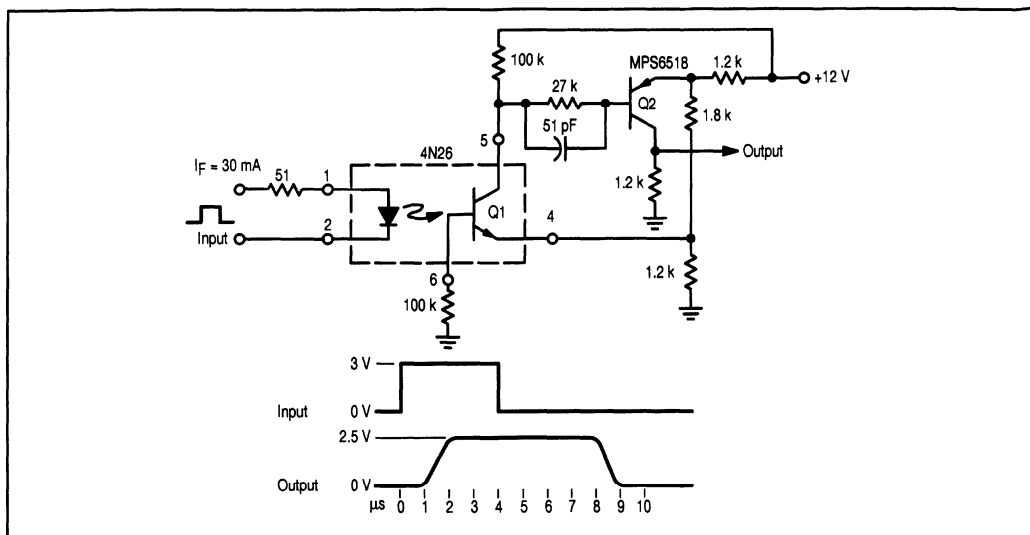 100 k
MPS6518
1.2 k
+12 V
27 k
Q2
1.8 k
51 pF
5
Output
4N26
I_F = 30 mA
51
1
1.2 k
Q1
4
2
Input
6
1.2 k
100 k
3 V
Input
0 V
2.5 V
Output
0 V
µs 0 1 2 3 4 5 6 7 8 9 10